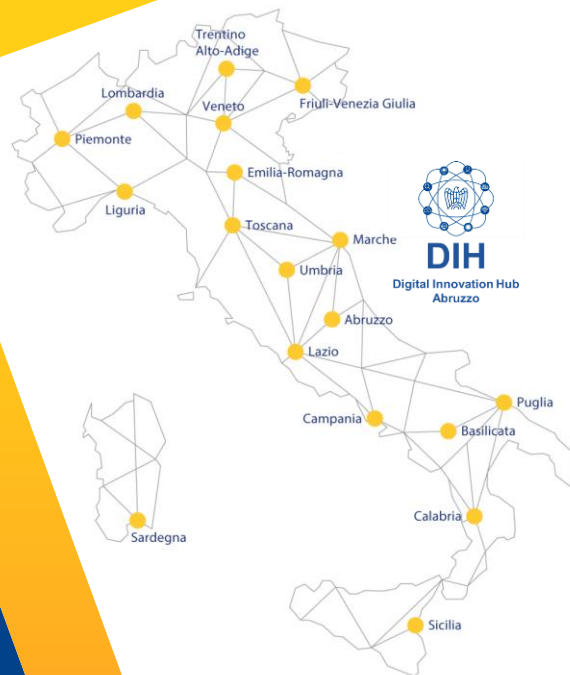 Trentino
Alto-Adige
Lombardia
Friuli-Venezia Giulia
Veneto
Piemonte
Emilia-Romagna
Liguria
Toscana
Marche
DIH
Digital Innovation Hub
Abruzzo
Umbria
Abruzzo
Lazio
Puglia
Campania
Basilicata
Calabria
Sardegna
Sicilia